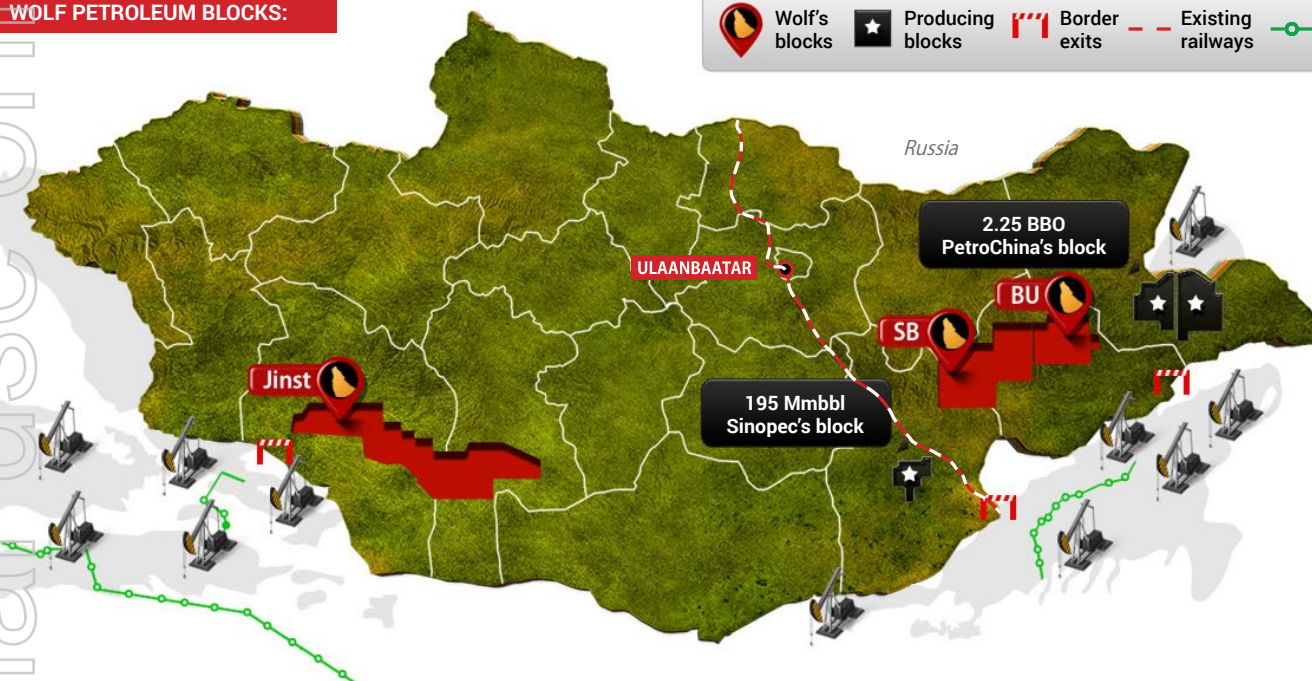 WOLF PETROLEUM BLOCKS:
Wolf's
blocks
Producing
blocks
Border
exits
Existing
railways
Russia
2.25 BBO
PetroChina's block
ULAANBAATAR
BU
SB
Jinst
195 Mmbbl
Sinopec's block